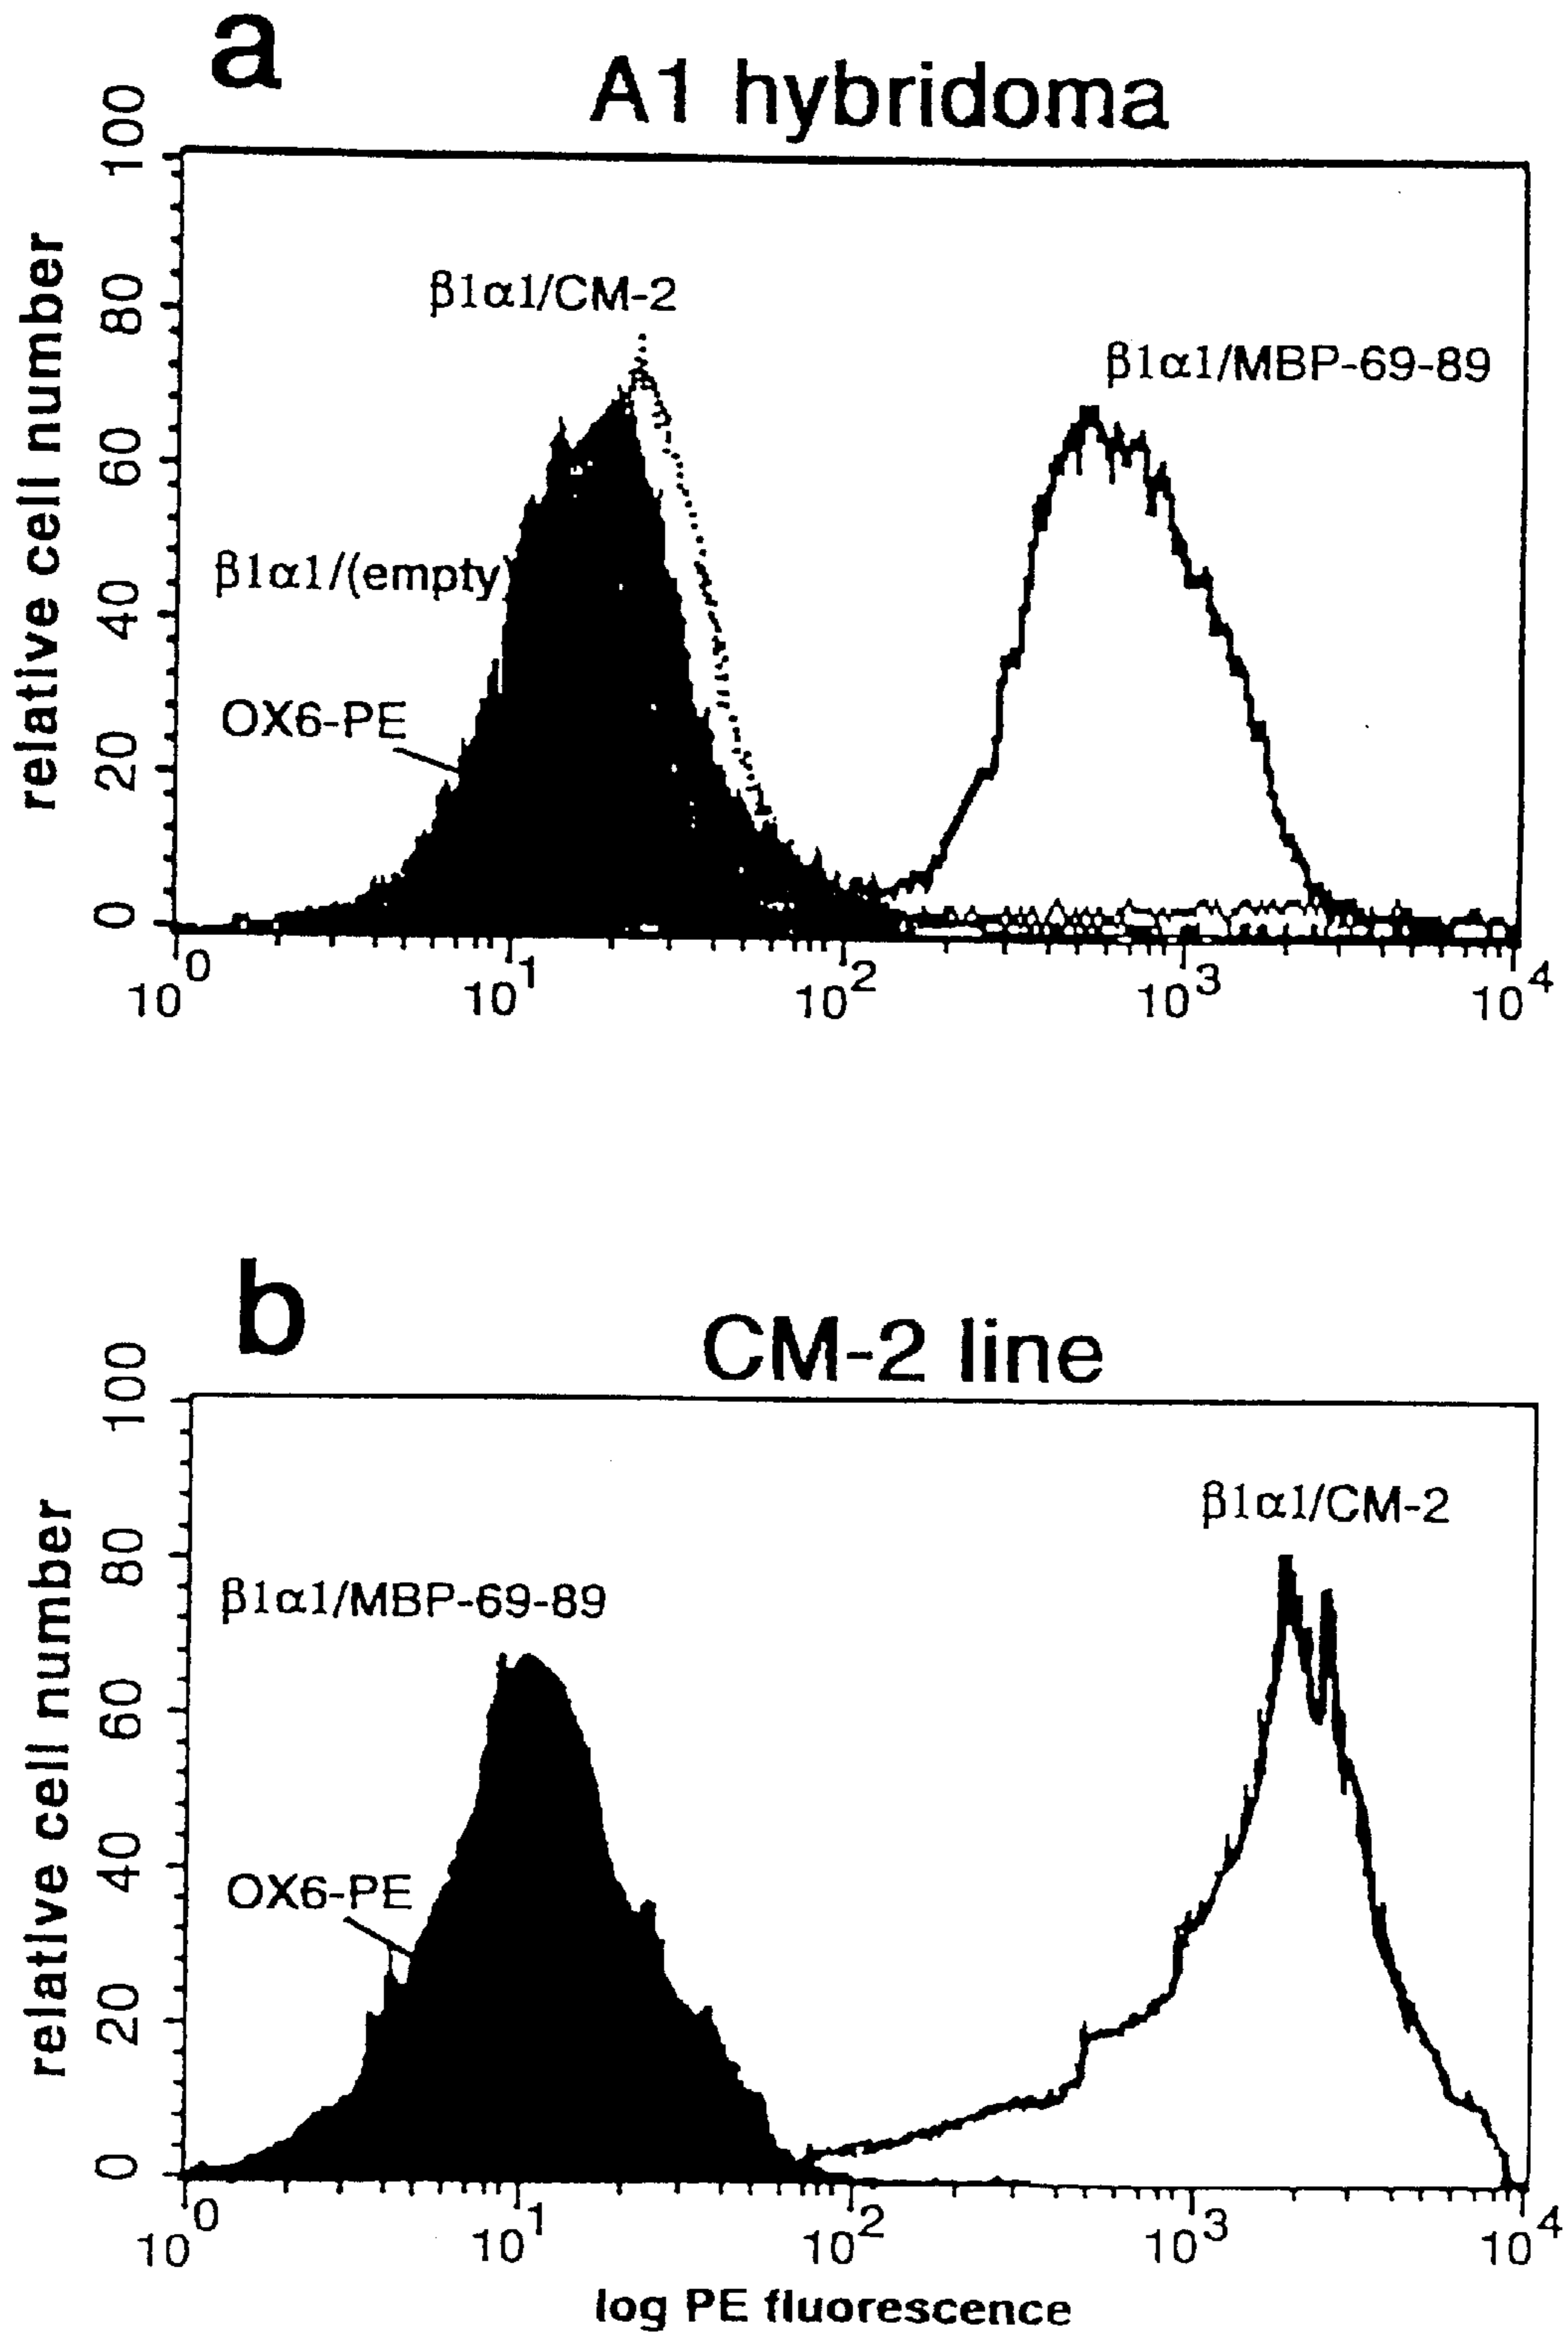 a
A1 hybridoma
relative cell number
100
80
60
40
20
0
β1α1/CM-2
β1α1/MBP-69-89
β1α1/(empty)
OX6-PE
10^0 10^1 10^2 10^3 10^4
b
CM-2 line
relative cell number
100
80
60
40
20
0
β1α1/CM-2
β1α1/MBP-69-89
OX6-PE
10^0 10^1 10^2 10^3 10^4
log PE fluorescence